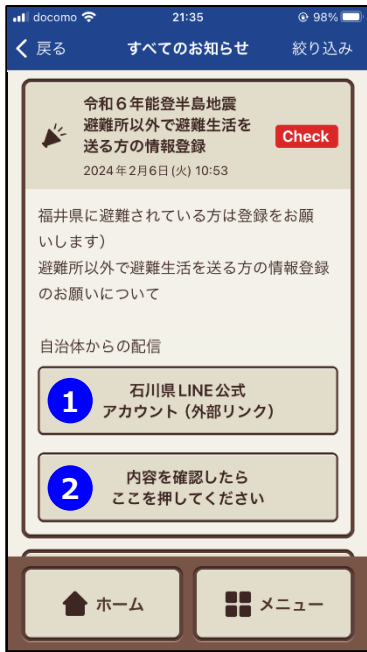 docomo 21:35 98%
戻る すべてのお知らせ 絞り込み
令和6年能登半島地震
避難所以外で避難生活を
送る方の情報登録
Check
2024年2月6日(火) 10:53
福井県に避難されている方は登録をお願
いします)
避難所以外で避難生活を送る方の情報登録
のお願いについて
自治体からの配信
1 石川県LINE公式
アカウント（外部リンク）
2 内容を確認したら
ここを押してください
ホーム メニュー